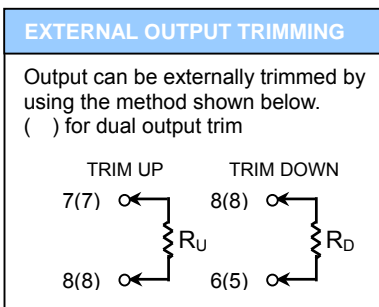 EXTERNAL OUTPUT TRIMMING
Output can be externally trimmed by
using the method shown below.
( ) for dual output trim
TRIM UP TRIM DOWN
7(7) 8(8)
RU RD
8(8) 6(5)